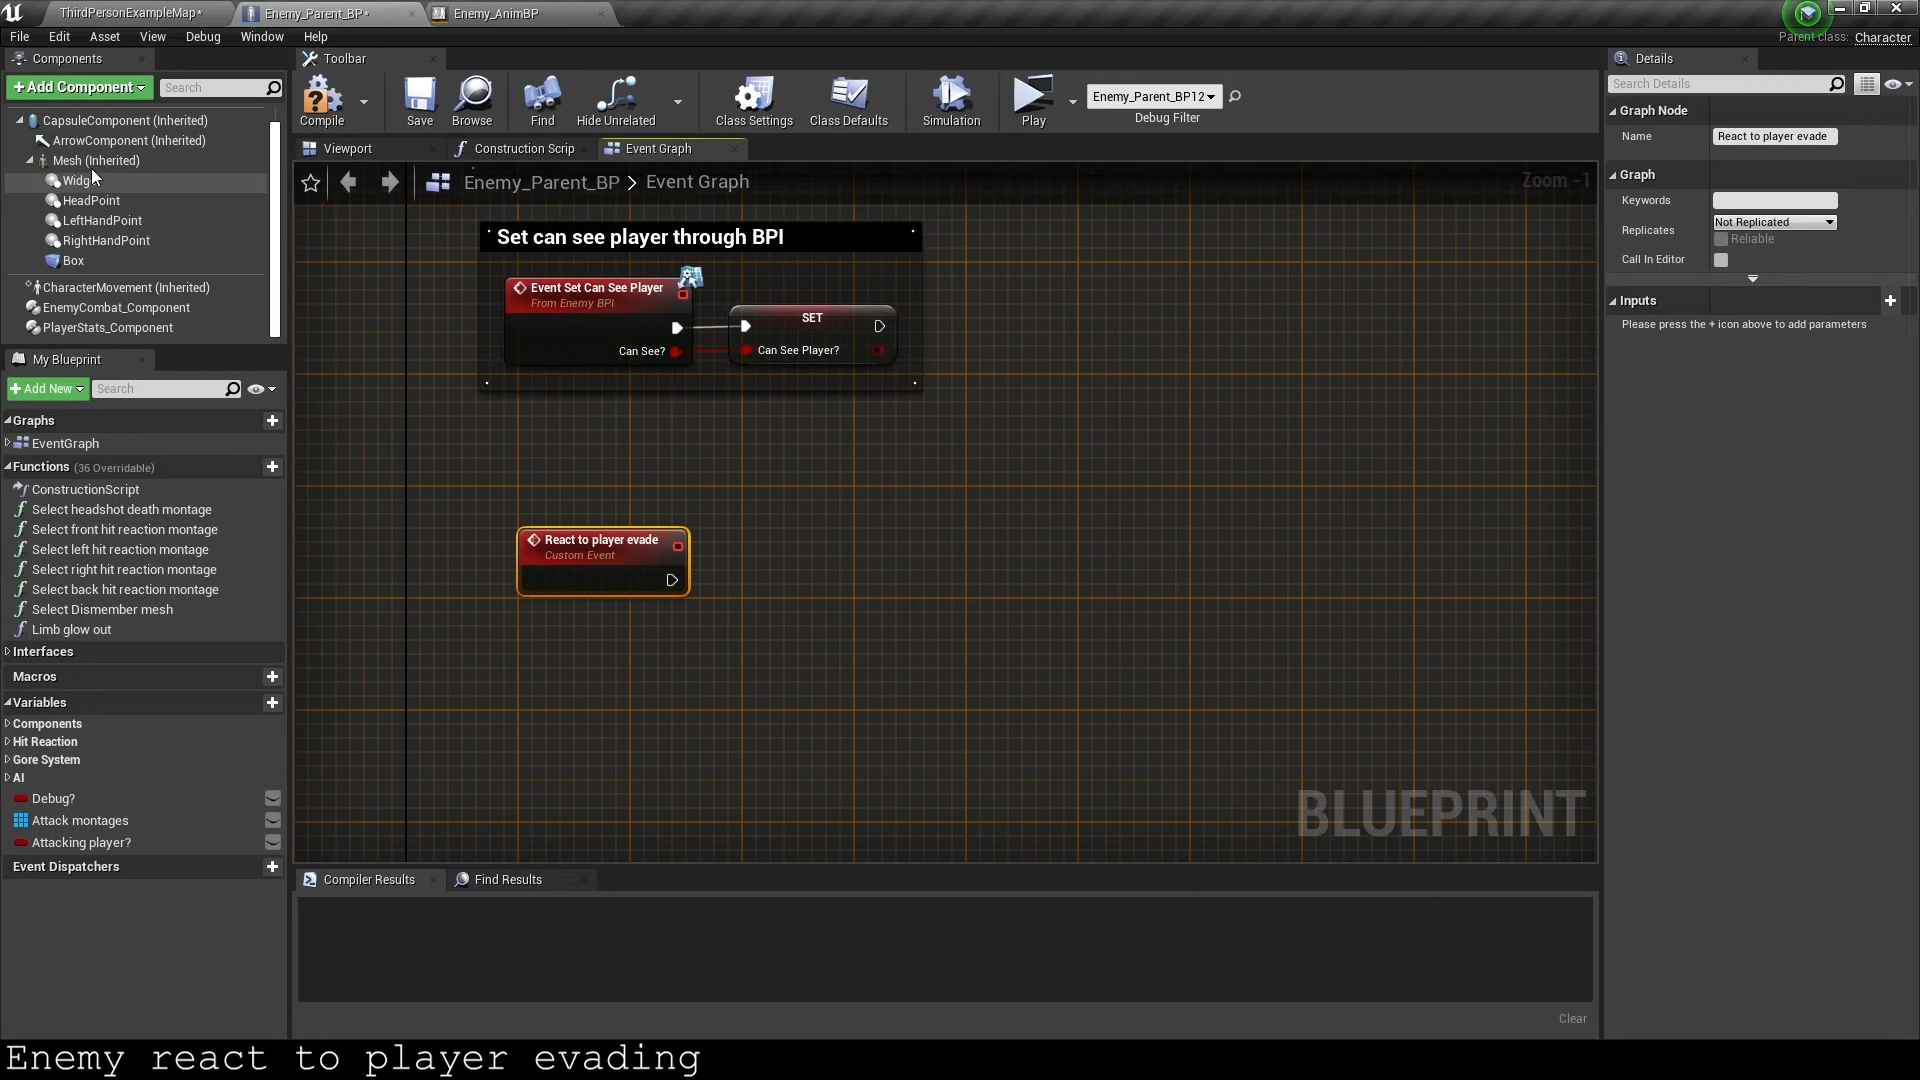 ThirdPersonExampleMap*
Enemy_Parent_BP*
Enemy_AnimBP
File Edit Asset View Debug Window Help
Parent class: Character
Components
+Add Component
Search
CapsuleComponent (Inherited)
ArrowComponent (Inherited)
Mesh (Inherited)
HeadPoint
LeftHandPoint
RightHandPoint
Box
CharacterMovement (Inherited)
EnemyCombat_Component
PlayerStats_Component
My Blueprint
+Add New
Search
Graphs
EventGraph
Functions (36 Overridable)
ConstructionScript
Select headshot death montage
Select front hit reaction montage
Select left hit reaction montage
Select right hit reaction montage
Select back hit reaction montage
Select Dismember mesh
Limb glow out
Interfaces
Macros
Variables
Components
Hit Reaction
Gore System
AI
Debug?
Attack montages
Attacking player?
Event Dispatchers
Toolbar
Compile
Save
Browse
Find
Hide Unrelated
Class Settings
Class Defaults
Simulation
Play
Enemy_Parent_BP12
Debug Filter
Viewport
Construction Scrip
Event Graph
Enemy_Parent_BP > Event Graph
Zoom -1
Set can see player through BPI
Event Set Can See Player
From Enemy BPI
Can See?
SET
Can See Player?
React to player evade
Custom Event
BLUEPRINT
Compiler Results
Find Results
Clear
Details
Search Details
Graph Node
Name React to player evade
Graph
Keywords
Replicates Not Replicated
Reliable
Call In Editor
Inputs
Please press the + icon above to add parameters
Enemy react to player evading